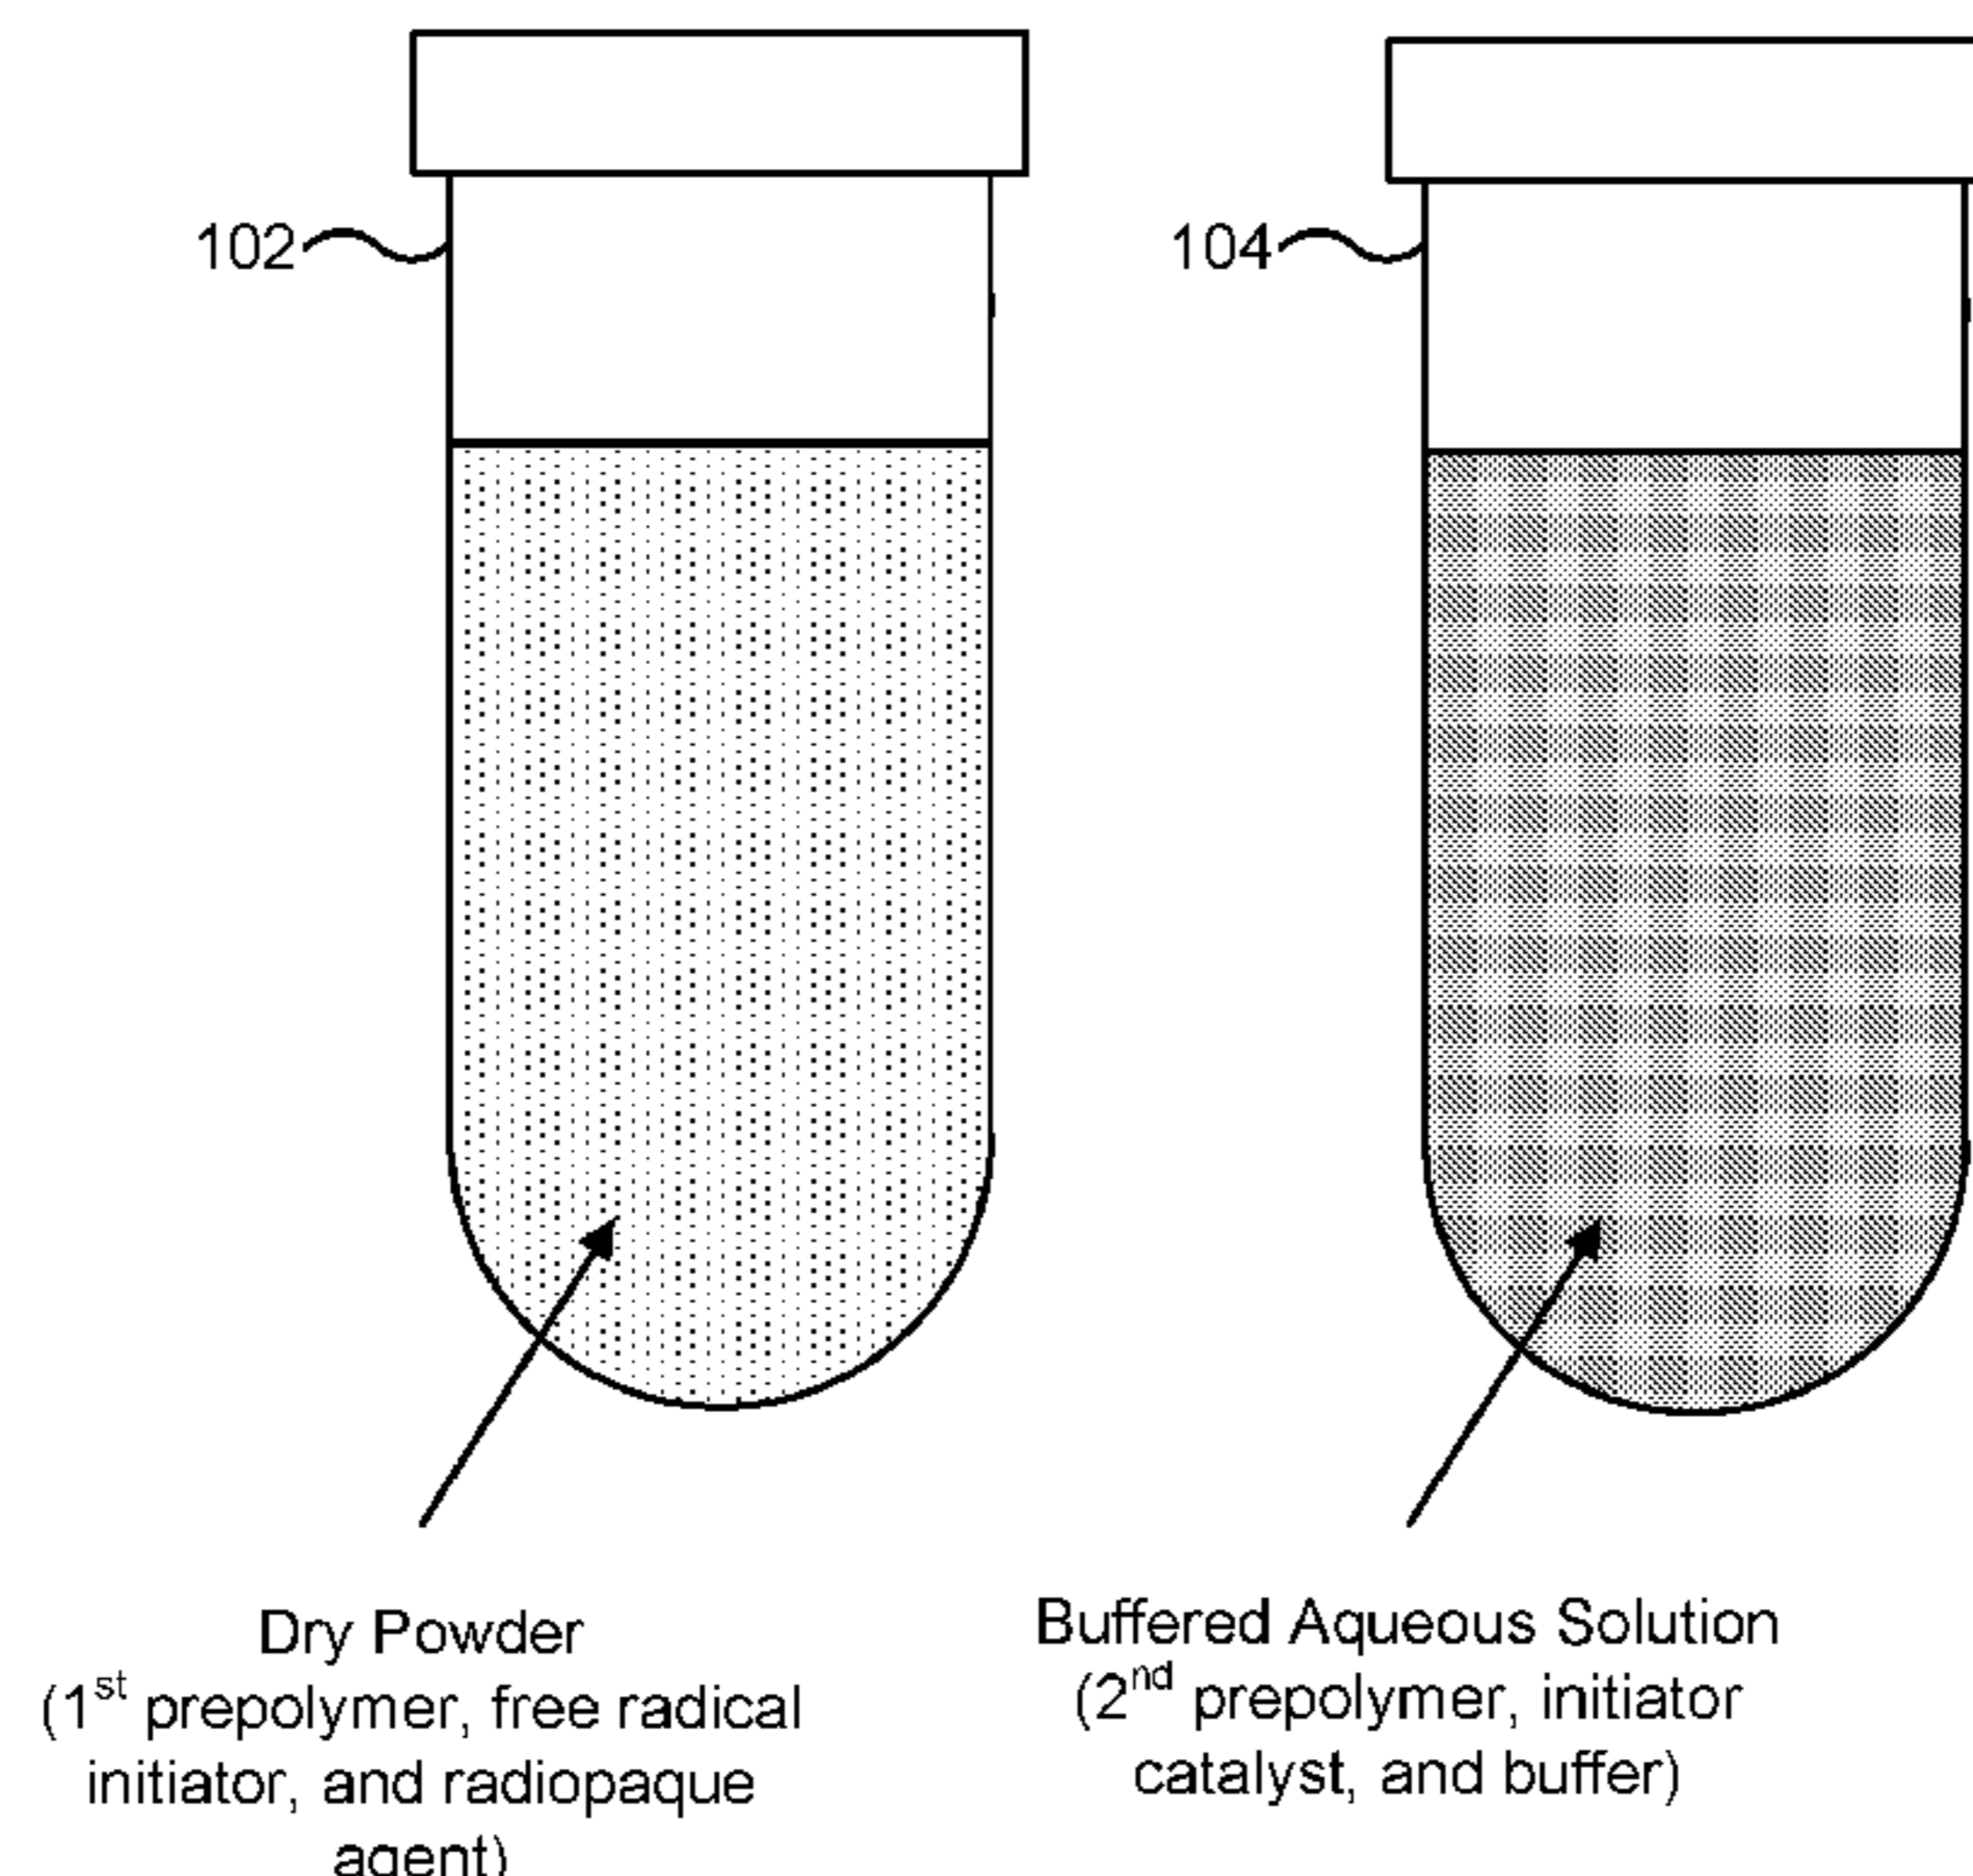 102
104
Dry Powder
(1st prepolymer, free radical
initiator, and radiopaque
agent)
Buffered Aqueous Solution
(2nd prepolymer, initiator
catalyst, and buffer)